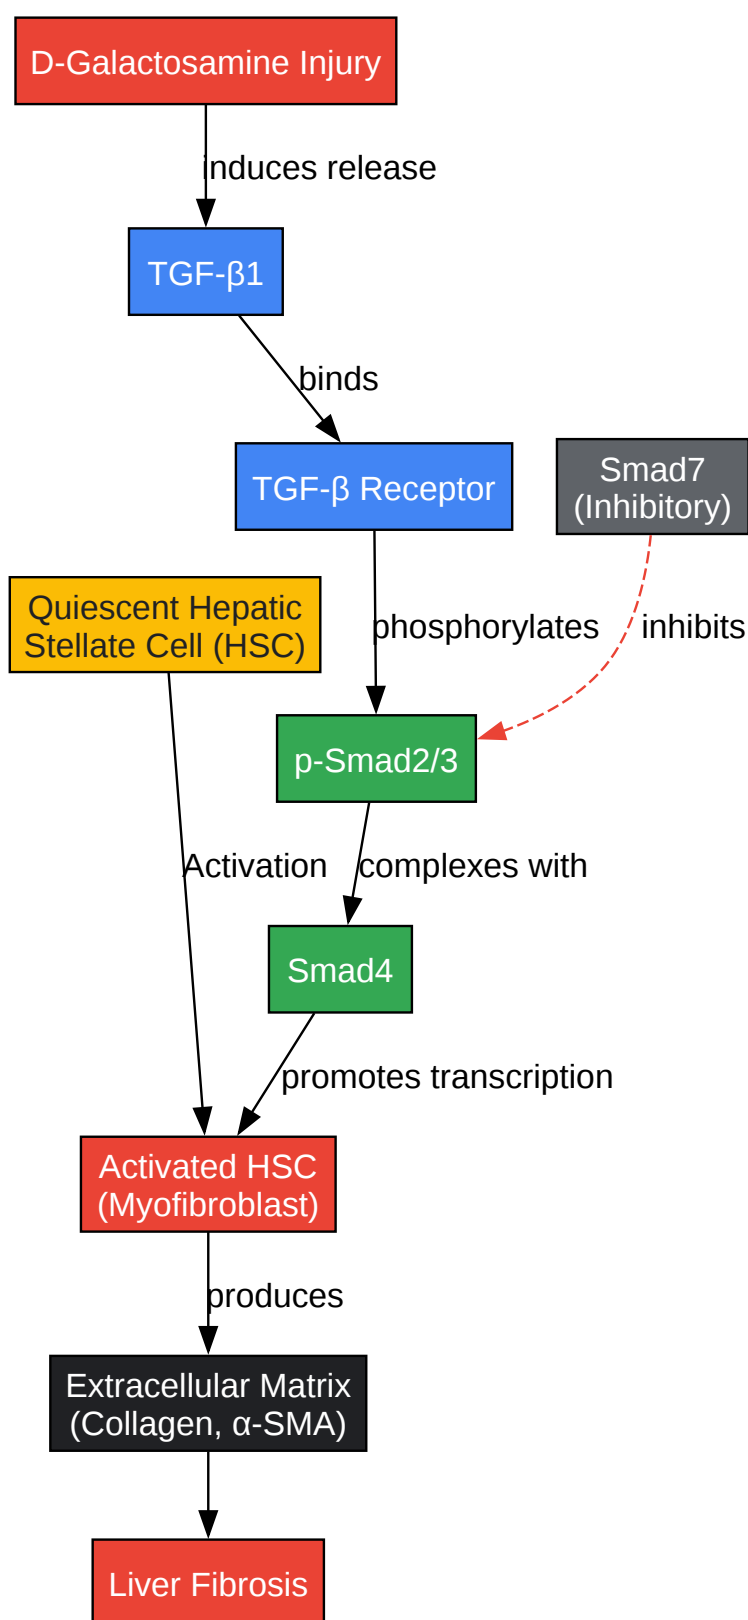 D-Galactosamine Injury
induces release
TGF-β1
binds
TGF-β Receptor
Smad7
(Inhibitory)
Quiescent Hepatic
Stellate Cell (HSC)
phosphorylates
inhibits
p-Smad2/3
Activation
complexes with
Smad4
promotes transcription
Activated HSC
(Myofibroblast)
produces
Extracellular Matrix
(Collagen, α-SMA)
Liver Fibrosis